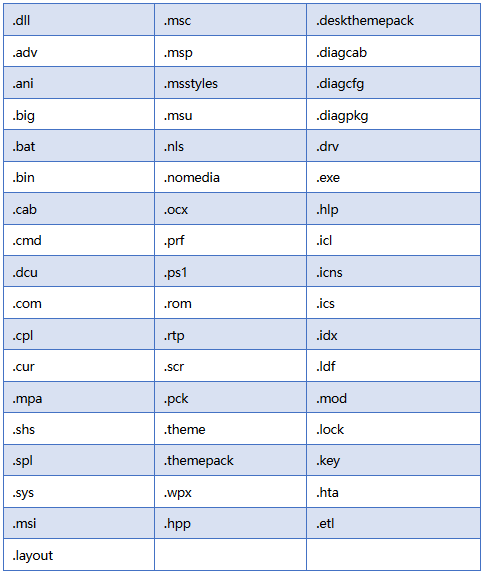 .dll .msc .deskthemepack
.adv .msp .diagcab
.ani .msstyles .diagcfg
.big .msu .diagpkg
.bat .nls .drv
.bin .nomedia .exe
.cab .ocx .hlp
.cmd .prf .icl
.dcu .ps1 .icns
.com .rom .ics
.cpl .rtp .idx
.cur .scr .ldf
.mpa .pck .mod
.shs .theme .lock
.spl .themepack .key
.sys .wpx .hta
.msi .hpp .etl
.layout